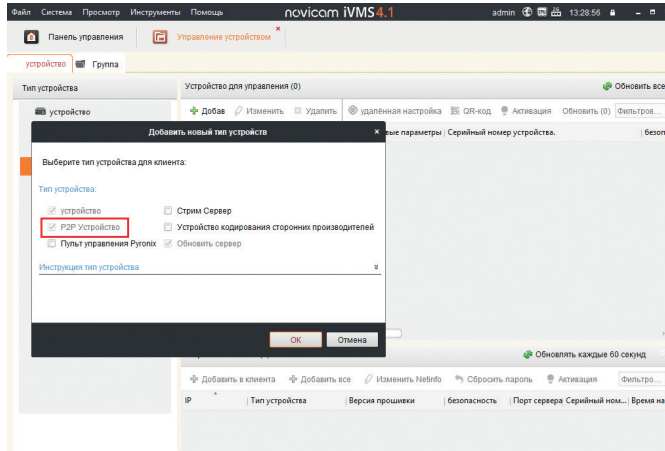 Файл Система Просмотр Инструменты Помощь novicam iVMS4.1 admin 13:28:56
Панель управления Управление устройством
устройство Группа
Тип устройства Устройство для управления (0) Обновить все
устройство Добав Изменить Удалить удалённая настройка QR-код Активация Обновить (0) Фильтров...
Добавить новый тип устройств вые параметры Серийный номер устройства. безоп
Выберите тип устройства для клиента:
Тип устройства:
устройство Стрим Сервер
P2P Устройство Устройство кодирования сторонних производителей
Пульт управления Pyronix Обновить сервер
Инструкция тип устройства
ОК Отмена
Обновлять каждые 60 секунд
Добавить в клиента Добавить все Изменить Netinfo Сбросить пароль Активация Фильтро...
IP Тип устройства Версия прошивки безопасность Порт сервера Серийный ном... Время на